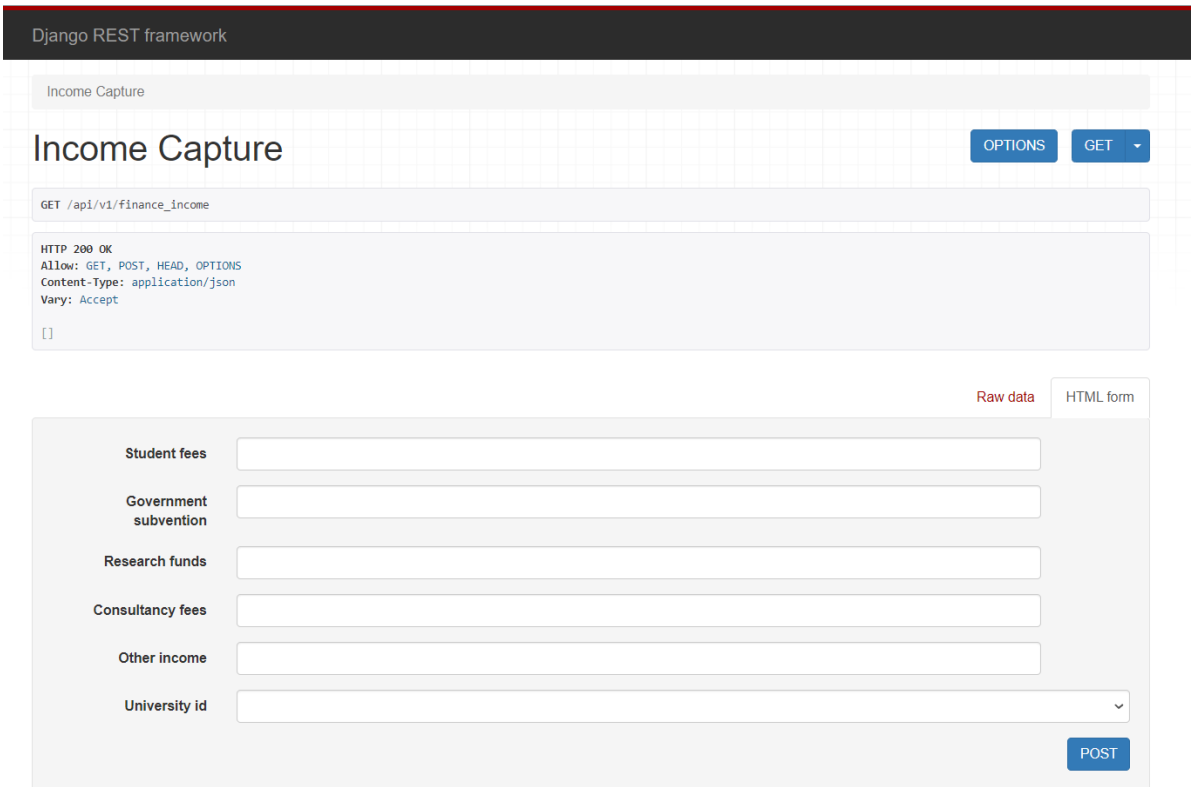 Django REST framework
Income Capture
Income Capture
OPTIONS
GET
GET /api/v1/finance_income
HTTP 200 OK
Allow: GET, POST, HEAD, OPTIONS
Content-Type: application/json
Vary: Accept
[]
Raw data
HTML form
Student fees
Government
subvention
Research funds
Consultancy fees
Other income
University id
POST